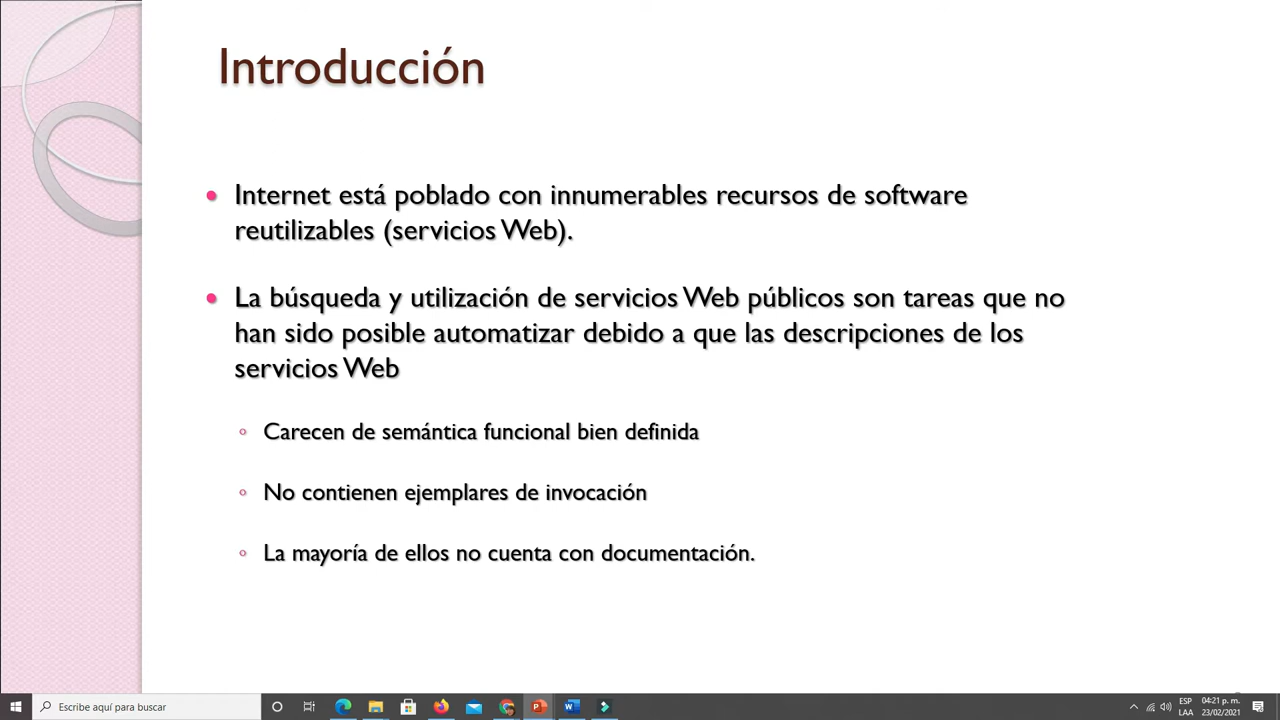 Introducción
Internet está poblado con innumerables recursos de software
reutilizables (servicios Web).
La búsqueda y utilización de servicios Web públicos son tareas que no
han sido posible automatizar debido a que las descripciones de los
servicios Web
Carecen de semántica funcional bien definida
No contienen ejemplares de invocación
La mayoría de ellos no cuenta con documentación.
Escribe aquí para buscar
ESP
LAA
04:21 p. m.
23/02/2021